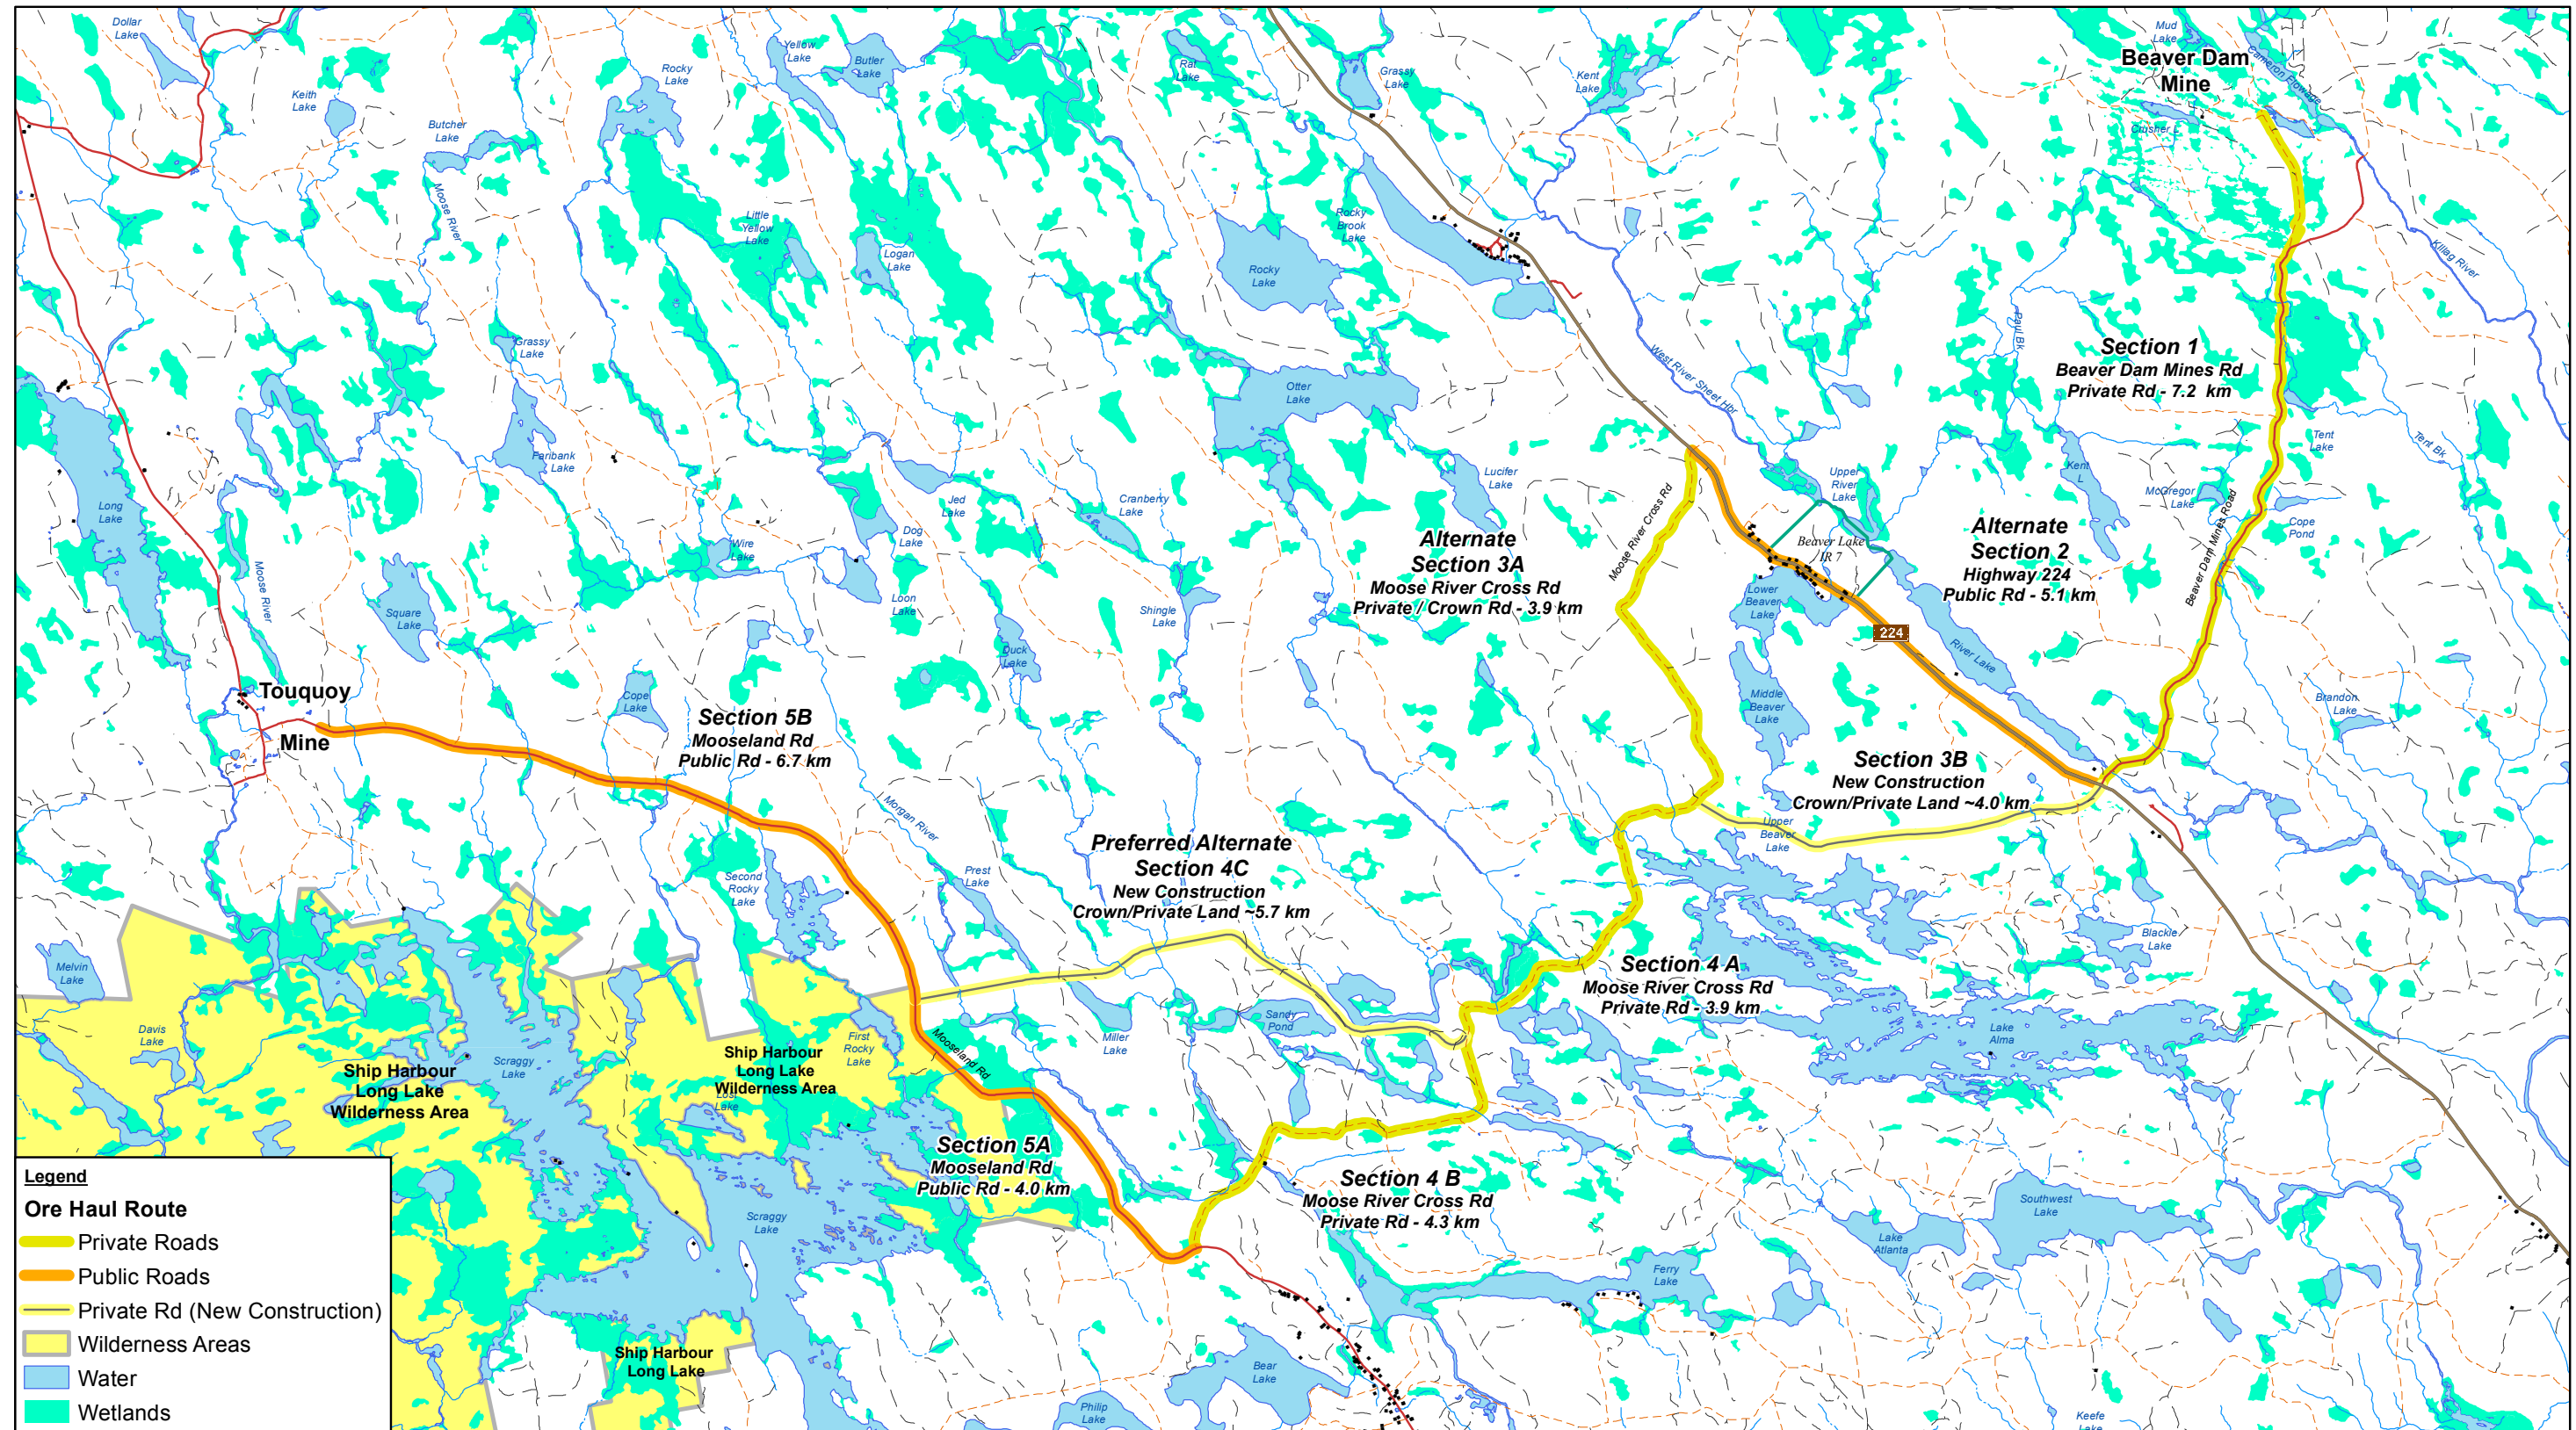 Dollar
Lake
Keith
Lake
Butcher
Lake
Moose River
Rocky
Lake
Yellow
Lake
Butler
Lake
Little
Yellow
Lake
Logan
Lake
Rat
Lake
Grassy
Lake
Kent
Lake
Mud
Lake
Cameron Flowage
Beaver Dam
Mine
Crusher L
Killag River
Rocky
Brook
Lake
Rocky
Lake
Otter
Lake
West River Sheet Hbr
Paul Bk
Section 1
Beaver Dam Mines Rd
Private Rd - 7.2 km
Tent
Lake
Tent Bk
Grassy
Lake
Fanbank
Lake
Long
Lake
Moose River
Square
Lake
Wire
Lake
Jed
Lake
Dog
Lake
Loon
Lake
Cranberry
Lake
Shingle
Lake
Duck
Lake
Lucifer
Lake
Alternate
Section 3A
Moose River Cross Rd
Private / Crown Rd - 3.9 km
Moose River Cross Rd
Upper
River
Lake
Beaver Lake
IR 7
Lower
Beaver
Lake
Alternate
Section 2
Highway 224
Public Rd - 5.1 km
224
River Lake
Kent
L
McGregor
Lake
Cope
Pond
Beaver Dam Mines Road
Brandon
Lake
Middle
Beaver
Lake
Section 3B
New Construction
Crown/Private Land ~4.0 km
Upper
Beaver
Lake
Touquoy
Mine
Cope
Lake
Section 5B
Mooseland Rd
Public Rd - 6.7 km
Morgan River
Prest
Lake
Second
Rocky
Lake
Preferred Alternate
Section 4C
New Construction
Crown/Private Land ~5.7 km
Miller
Lake
Sandy
Pond
Section 4 A
Moose River Cross Rd
Private Rd - 3.9 km
Blackie
Lake
Lake
Alma
Melvin
Lake
Davis
Lake
Scraggy
Lake
Ship Harbour
Long Lake
Wilderness Area
Ship Harbour
Long Lake
Wilderness Area
First
Rocky
Lake
Lost
Lake
Mooseland Rd
Section 5A
Mooseland Rd
Public Rd - 4.0 km
Section 4 B
Moose River Cross Rd
Private Rd - 4.3 km
Scraggy
Lake
Southwest
Lake
Lake
Atlanta
Ferry
Lake
Bear
Lake
Philip
Lake
Keefe
Lake
Ship Harbour
Long Lake
Legend
Ore Haul Route
Private Roads
Public Roads
Private Rd (New Construction)
Wilderness Areas
Water
Wetlands